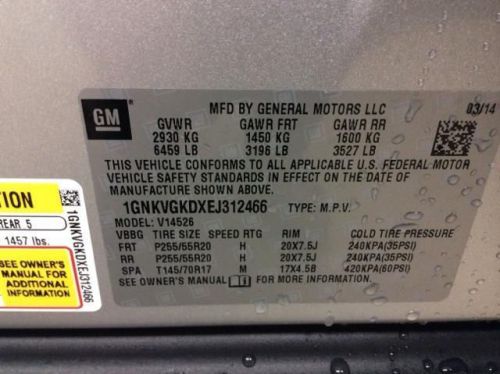 GM
MFD BY GENERAL MOTORS LLC 03/14
GVWR GAWR FRT GAWR RR
2930 KG 1450 KG 1600 KG
6459 LB 3196 LB 3527 LB
THIS VEHICLE CONFORMS TO ALL APPLICABLE U.S. FEDERAL MOTOR
VEHICLE SAFETY STANDARDS IN EFFECT ON THE DATE OF
MANUFACTURE SHOWN ABOVE.
1GNKVGKDXEJ312466 TYPE: M.P.V.
MODEL: V14526
VBBG TIRE SIZE SPEED RTG RIM COLD TIRE PRESSURE
FRT P255/55R20 H 20X7.5J 240KPA(35PSI)
RR P255/55R20 H 20X7.5J 240KPA(35PSI)
SPA T145/70R17 M 17X4.5B 420KPA(60PSI)
SEE OWNER'S MANUAL FOR MORE INFORMATION.
TION
REAR 5
1457 lbs.
SEE OWNER'S
MANUAL FOR
ADDITIONAL
INFORMATION
1GNKVGKDXEJ312466